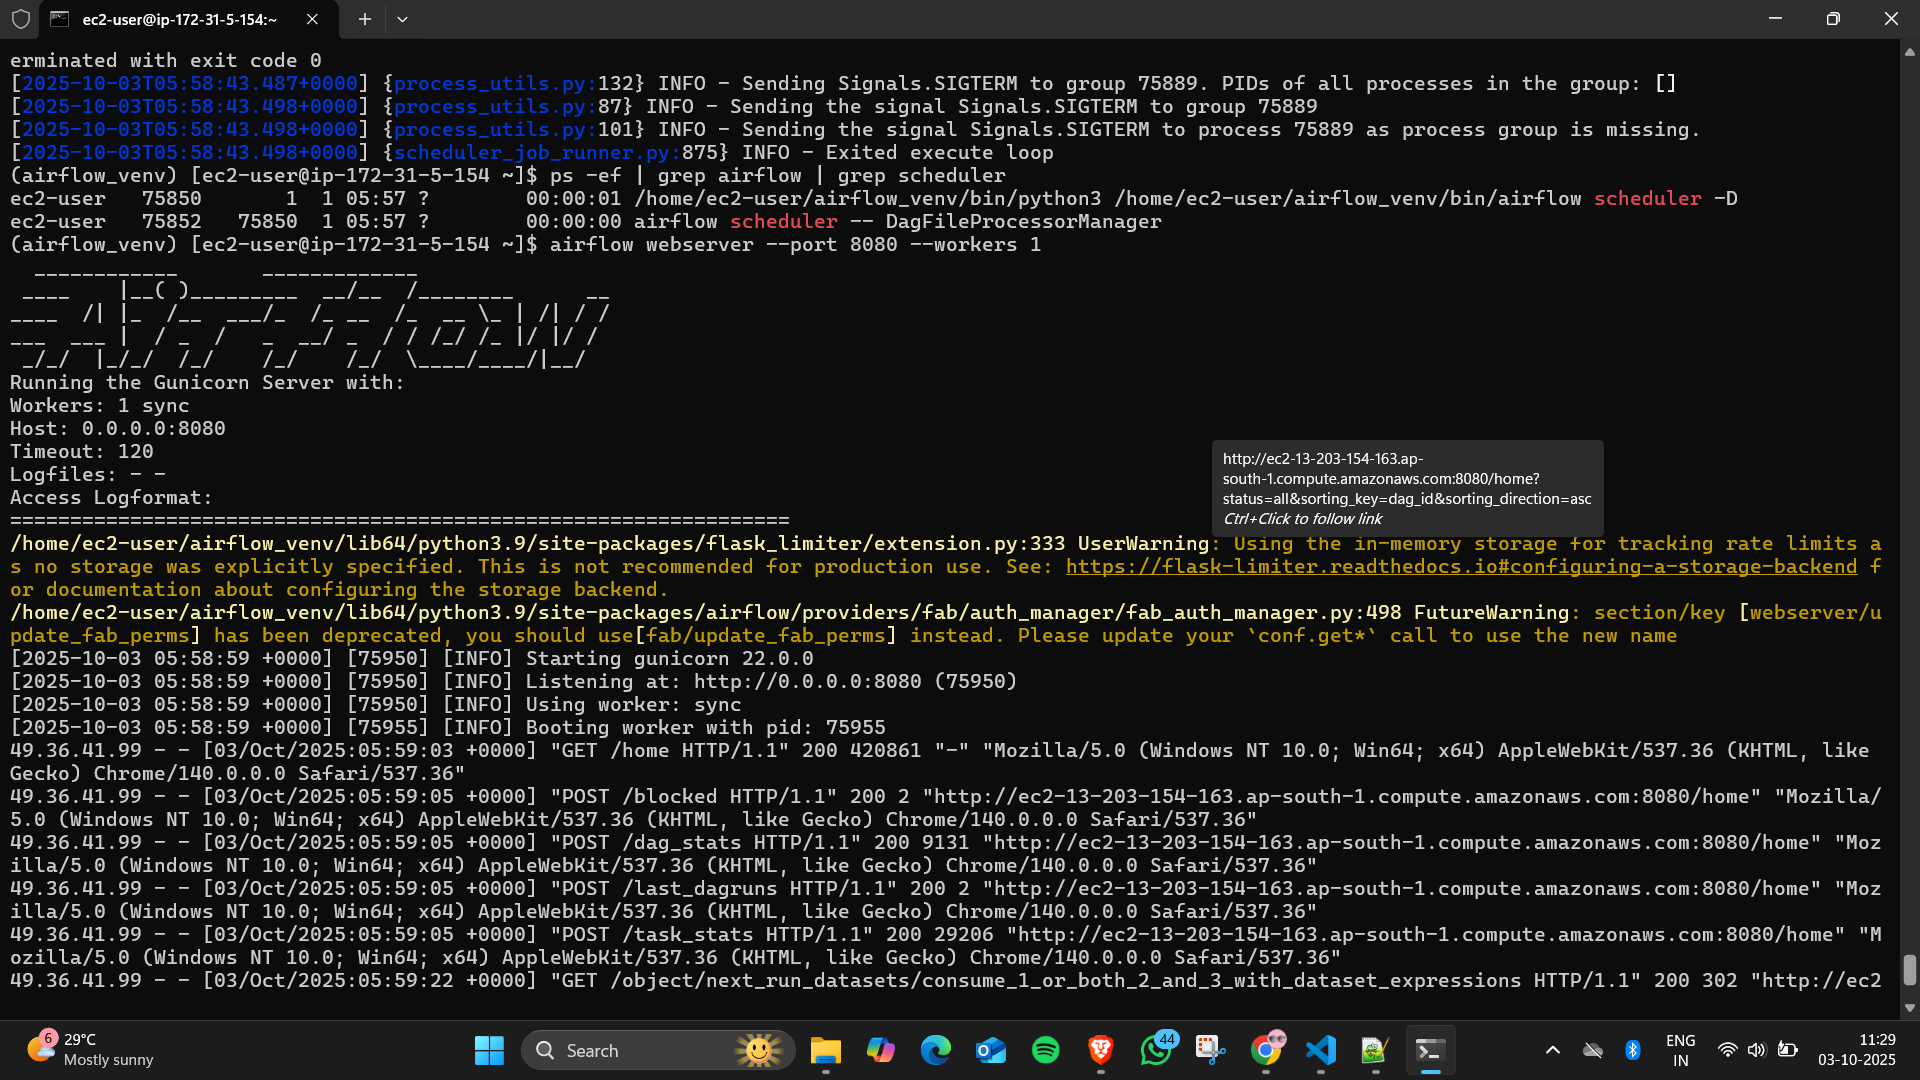 ec2-user@ip-172-31-5-154:~
erminated with exit code 0
[2025-10-03T05:58:43.487+0000] {process_utils.py:132} INFO - Sending Signals.SIGTERM to group 75889. PIDs of all processes in the group: []
[2025-10-03T05:58:43.498+0000] {process_utils.py:87} INFO - Sending the signal Signals.SIGTERM to group 75889
[2025-10-03T05:58:43.498+0000] {process_utils.py:101} INFO - Sending the signal Signals.SIGTERM to process 75889 as process group is missing.
[2025-10-03T05:58:43.498+0000] {scheduler_job_runner.py:875} INFO - Exited execute loop
(airflow_venv) [ec2-user@ip-172-31-5-154 ~]$ ps -ef | grep airflow | grep scheduler
ec2-user   75850       1  1 05:57 ?        00:00:01 /home/ec2-user/airflow_venv/bin/python3 /home/ec2-user/airflow_venv/bin/airflow scheduler -D
ec2-user   75852   75850  1 05:57 ?        00:00:00 airflow scheduler -- DagFileProcessorManager
(airflow_venv) [ec2-user@ip-172-31-5-154 ~]$ airflow webserver --port 8080 --workers 1
  ____________       _____________
 ____    |__( )_________  __/__  /________      __
____  /| |_  /__  ___/_  /_ __  /_  __ \_ | /| / /
___  ___ |  / _  /   _  __/ _  / / /_/ /_ |/ |/ /
 _/_/  |_/_/  /_/    /_/    /_/  \____/____/|__/
Running the Gunicorn Server with:
Workers: 1 sync
Host: 0.0.0.0:8080
Timeout: 120
Logfiles: - -
Access Logformat:
=================================================================
http://ec2-13-203-154-163.ap-
south-1.compute.amazonaws.com:8080/home?
status=all&sorting_key=dag_id&sorting_direction=asc
Ctrl+Click to follow link
/home/ec2-user/airflow_venv/lib64/python3.9/site-packages/flask_limiter/extension.py:333 UserWarning: Using the in-memory storage for tracking rate limits a
s no storage was explicitly specified. This is not recommended for production use. See: https://flask-limiter.readthedocs.io#configuring-a-storage-backend f
or documentation about configuring the storage backend.
/home/ec2-user/airflow_venv/lib64/python3.9/site-packages/airflow/providers/fab/auth_manager/fab_auth_manager.py:498 FutureWarning: section/key [webserver/u
pdate_fab_perms] has been deprecated, you should use[fab/update_fab_perms] instead. Please update your `conf.get*` call to use the new name
[2025-10-03 05:58:59 +0000] [75950] [INFO] Starting gunicorn 22.0.0
[2025-10-03 05:58:59 +0000] [75950] [INFO] Listening at: http://0.0.0.0:8080 (75950)
[2025-10-03 05:58:59 +0000] [75950] [INFO] Using worker: sync
[2025-10-03 05:58:59 +0000] [75955] [INFO] Booting worker with pid: 75955
49.36.41.99 - - [03/Oct/2025:05:59:03 +0000] "GET /home HTTP/1.1" 200 420861 "-" "Mozilla/5.0 (Windows NT 10.0; Win64; x64) AppleWebKit/537.36 (KHTML, like
Gecko) Chrome/140.0.0.0 Safari/537.36"
49.36.41.99 - - [03/Oct/2025:05:59:05 +0000] "POST /blocked HTTP/1.1" 200 2 "http://ec2-13-203-154-163.ap-south-1.compute.amazonaws.com:8080/home" "Mozilla/
5.0 (Windows NT 10.0; Win64; x64) AppleWebKit/537.36 (KHTML, like Gecko) Chrome/140.0.0.0 Safari/537.36"
49.36.41.99 - - [03/Oct/2025:05:59:05 +0000] "POST /dag_stats HTTP/1.1" 200 9131 "http://ec2-13-203-154-163.ap-south-1.compute.amazonaws.com:8080/home" "Moz
illa/5.0 (Windows NT 10.0; Win64; x64) AppleWebKit/537.36 (KHTML, like Gecko) Chrome/140.0.0.0 Safari/537.36"
49.36.41.99 - - [03/Oct/2025:05:59:05 +0000] "POST /last_dagruns HTTP/1.1" 200 2 "http://ec2-13-203-154-163.ap-south-1.compute.amazonaws.com:8080/home" "Moz
illa/5.0 (Windows NT 10.0; Win64; x64) AppleWebKit/537.36 (KHTML, like Gecko) Chrome/140.0.0.0 Safari/537.36"
49.36.41.99 - - [03/Oct/2025:05:59:05 +0000] "POST /task_stats HTTP/1.1" 200 29206 "http://ec2-13-203-154-163.ap-south-1.compute.amazonaws.com:8080/home" "M
ozilla/5.0 (Windows NT 10.0; Win64; x64) AppleWebKit/537.36 (KHTML, like Gecko) Chrome/140.0.0.0 Safari/537.36"
49.36.41.99 - - [03/Oct/2025:05:59:22 +0000] "GET /object/next_run_datasets/consume_1_or_both_2_and_3_with_dataset_expressions HTTP/1.1" 200 302 "http://ec2
6
29°C
Mostly sunny
Search
44
ENG
IN
11:29
03-10-2025